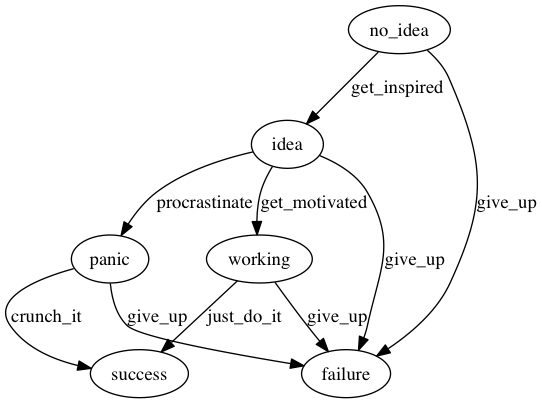 no_idea
get_inspired
idea
procrastinate
get_motivated
give_up
panic
working
give_up
crunch_it
give_up
just_do_it
give_up
success
failure